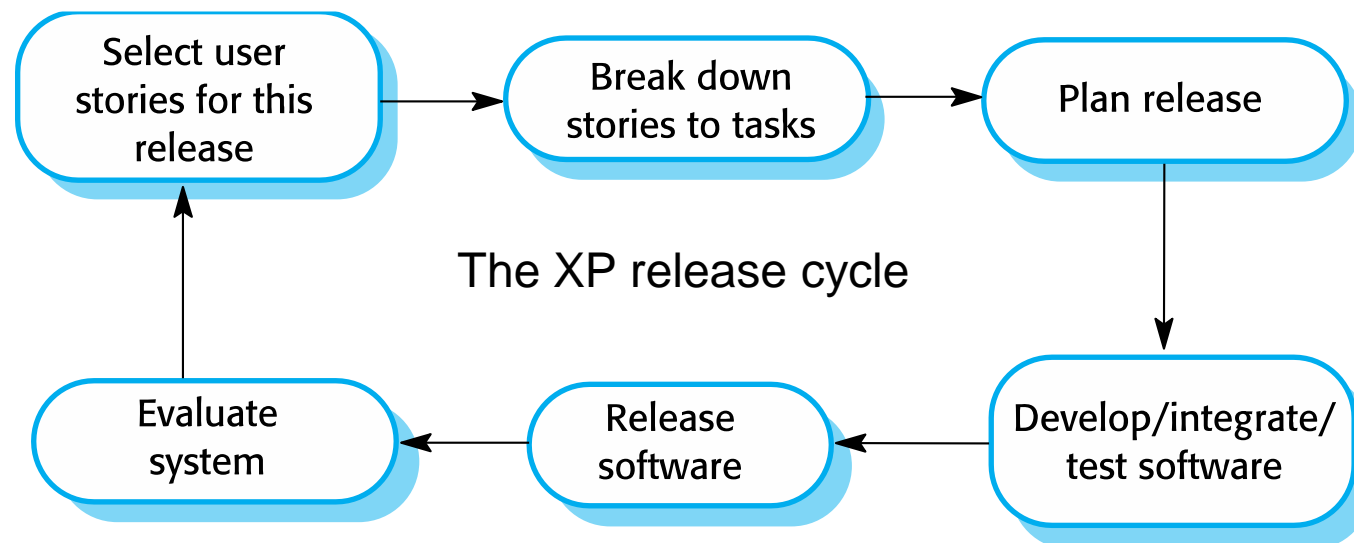 Select user
stories for this
release
Break down
stories to tasks
Plan release
The XP release cycle
Evaluate
system
Release
software
Develop/integrate/
test software